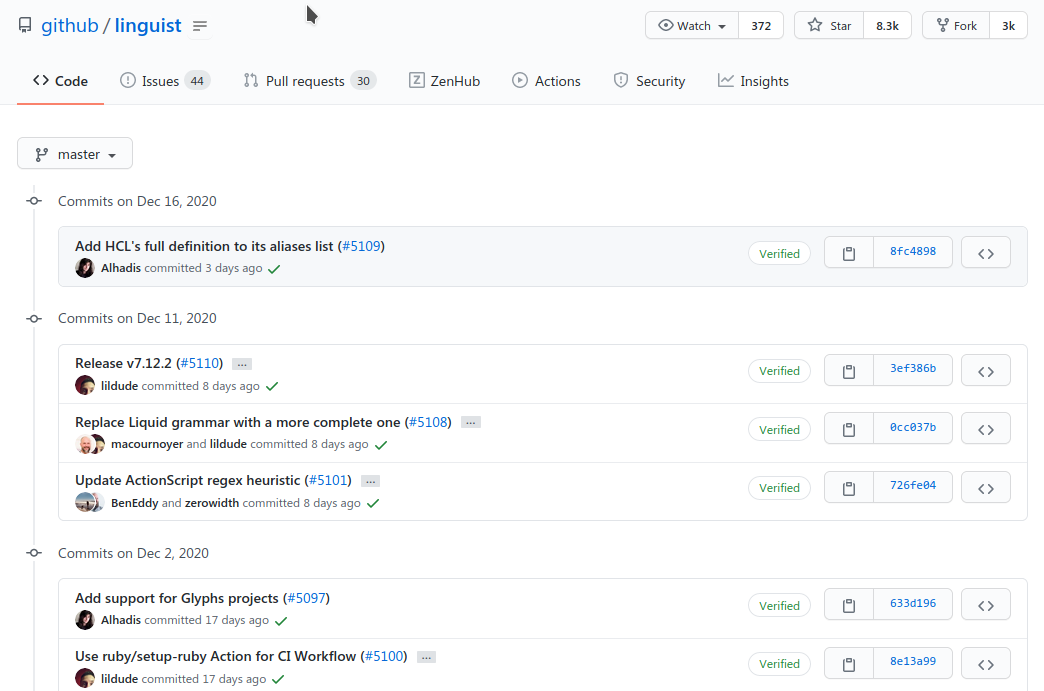 github / linguist
Watch 372 Star 8.3k Fork 3k
Code Issues 44 Pull requests 30 ZenHub Actions Security Insights
master
Commits on Dec 16, 2020
Add HCL's full definition to its aliases list (#5109)
Alhadis committed 3 days ago
Verified 8fc4898
Commits on Dec 11, 2020
Release v7.12.2 (#5110) ...
lildude committed 8 days ago
Verified 3ef386b
Replace Liquid grammar with a more complete one (#5108) ...
macournoyer and lildude committed 8 days ago
Verified 0cc037b
Update ActionScript regex heuristic (#5101) ...
BenEddy and zerowidth committed 8 days ago
Verified 726fe04
Commits on Dec 2, 2020
Add support for Glyphs projects (#5097)
Alhadis committed 17 days ago
Verified 633d196
Use ruby/setup-ruby Action for CI Workflow (#5100) ...
lildude committed 17 days ago
Verified 8e13a99